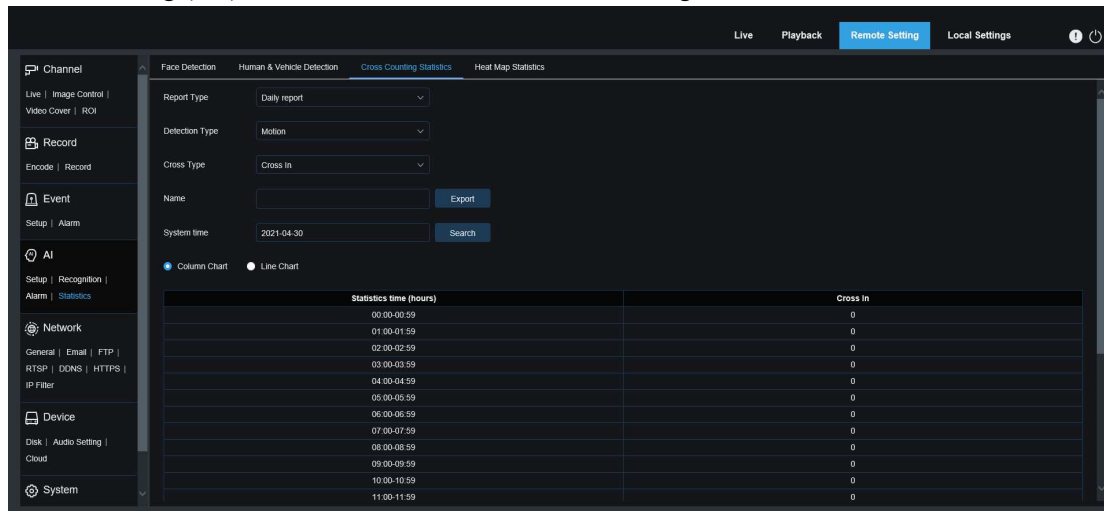 Live Playback Remote Setting Local Settings
Channel
Live | Image Control |
Video Cover | ROI
Record
Encode | Record
Event
Setup | Alarm
AI
Setup | Recognition |
Alarm | Statistics
Network
General | Email | FTP |
RTSP | DDNS | HTTPS |
IP Filter
Device
Disk | Audio Setting |
Cloud
System
Face Detection Human & Vehicle Detection Cross Counting Statistics Heat Map Statistics
Report Type Daily report
Detection Type Motion
Cross Type Cross In
Name Export
System time 2021-04-30 Search
Column Chart Line Chart
Statistics time (hours) Cross In
00:00-00:59 0
01:00-01:59 0
02:00-02:59 0
03:00-03:59 0
04:00-04:59 0
05:00-05:59 0
06:00-06:59 0
07:00-07:59 0
08:00-08:59 0
09:00-09:59 0
10:00-10:59 0
11:00-11:59 0